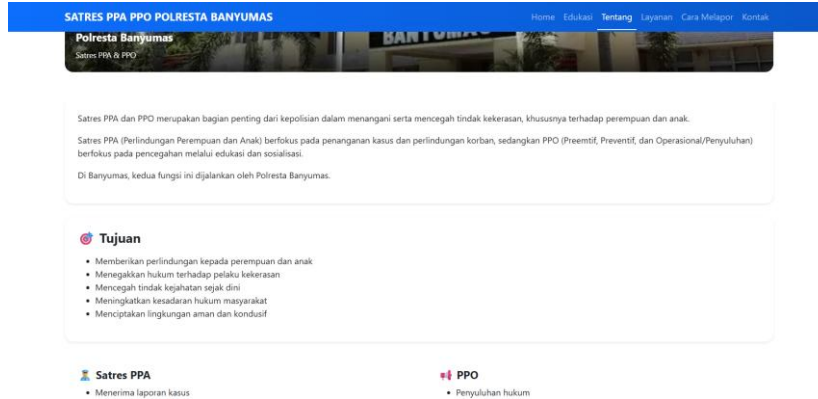 SATRES PPA PPO POLRESTA BANYUMAS
Home Edukasi Tentang Layanan Cara Melapor Kontak
Polresta Banyumas
Satres PPA & PPO
Satres PPA dan PPO merupakan bagian penting dari kepolisian dalam menangani serta mencegah tindak kekerasan, khususnya terhadap perempuan dan anak.
Satres PPA (Perlindungan Perempuan dan Anak) berfokus pada penanganan kasus dan perlindungan korban, sedangkan PPO (Preemtif, Preventif, dan Operasional/Penyuluhan)
berfokus pada pencegahan melalui edukasi dan sosialisasi.
Di Banyumas, kedua fungsi ini dijalankan oleh Polresta Banyumas.
Tujuan
• Memberikan perlindungan kepada perempuan dan anak
• Menegakkan hukum terhadap pelaku kekerasan
• Mencegah tindak kejahatan sejak dini
• Meningkatkan kesadaran hukum masyarakat
• Menciptakan lingkungan aman dan kondusif
Satres PPA
• Menerima laporan kasus
PPO
• Penyuluhan hukum